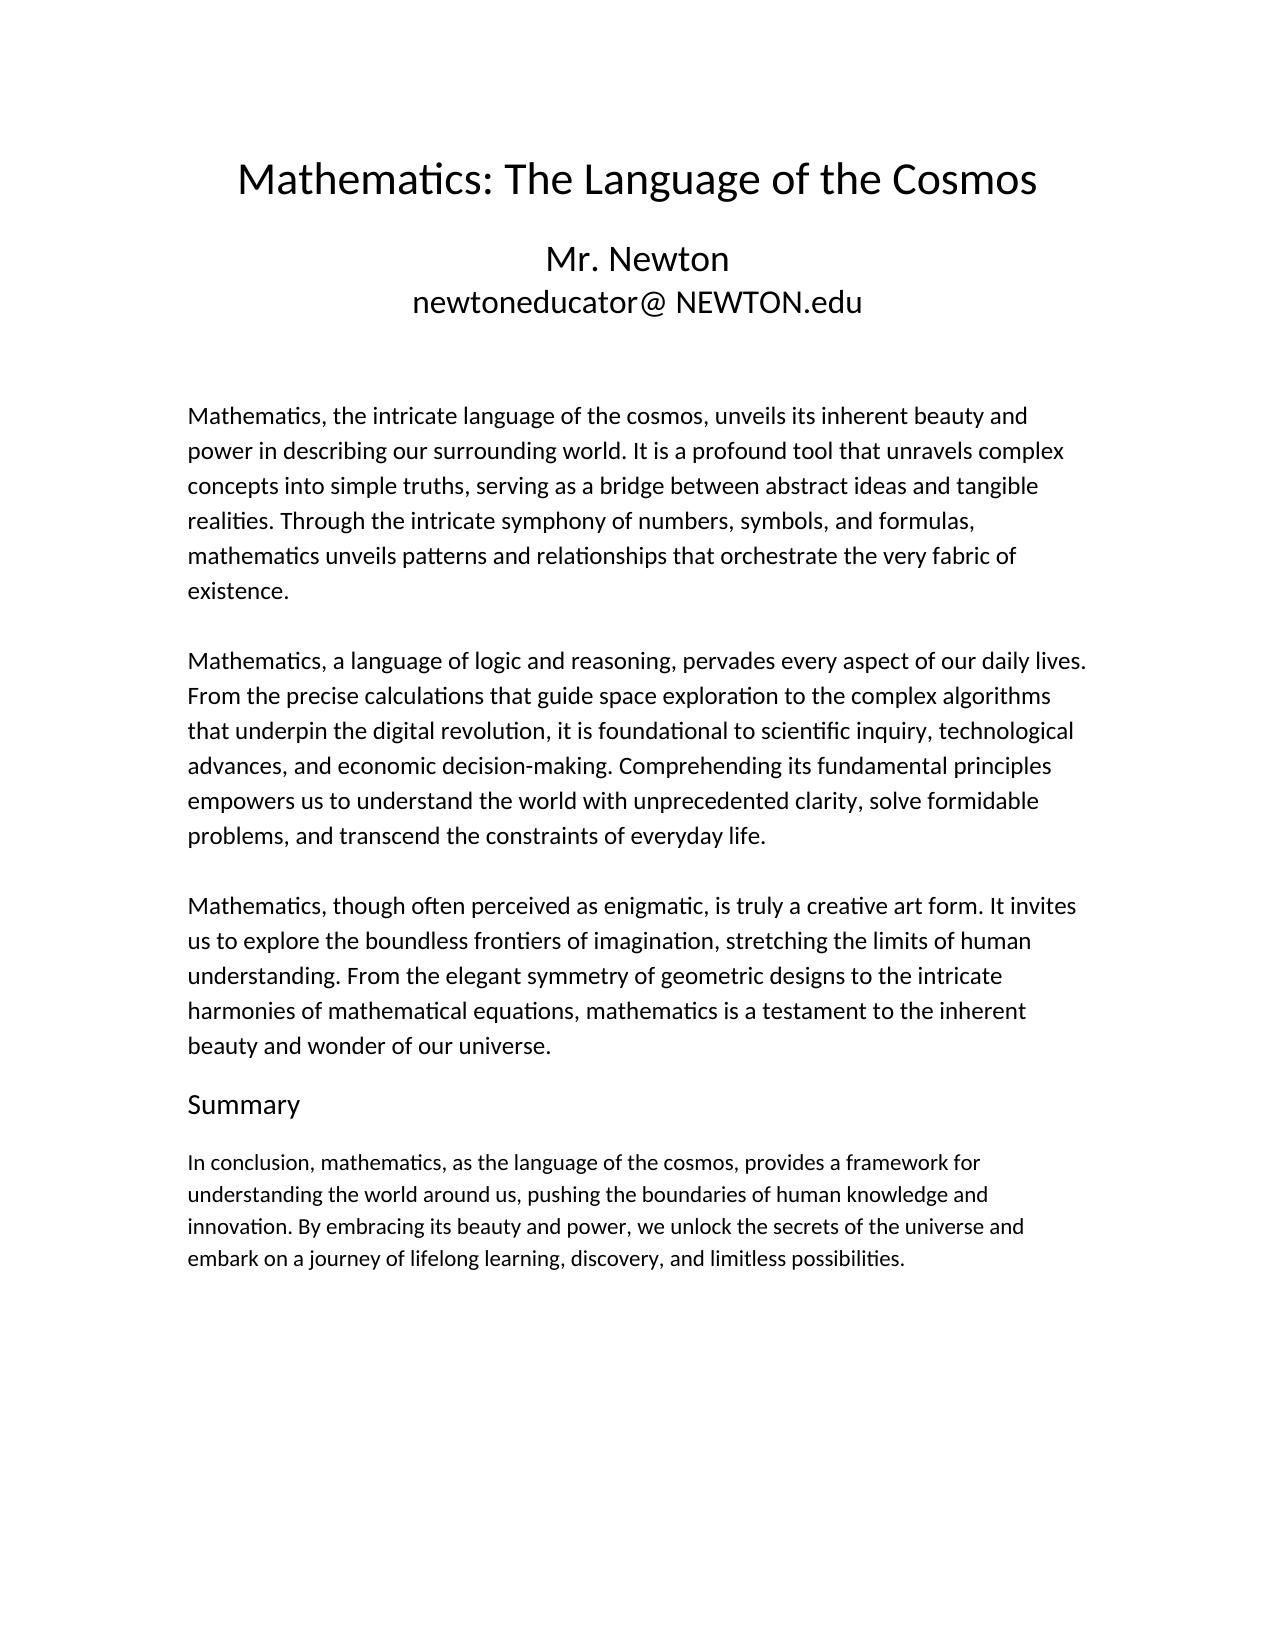 Mathematics: The Language of the Cosmos
Mr. Newton
newtoneducator@ NEWTON.edu
Mathematics, the intricate language of the cosmos, unveils its inherent beauty and
power in describing our surrounding world. It is a profound tool that unravels complex
concepts into simple truths, serving as a bridge between abstract ideas and tangible
realities. Through the intricate symphony of numbers, symbols, and formulas,
mathematics unveils patterns and relationships that orchestrate the very fabric of
existence.
Mathematics, a language of logic and reasoning, pervades every aspect of our daily lives.
From the precise calculations that guide space exploration to the complex algorithms
that underpin the digital revolution, it is foundational to scientific inquiry, technological
advances, and economic decision-making. Comprehending its fundamental principles
empowers us to understand the world with unprecedented clarity, solve formidable
problems, and transcend the constraints of everyday life.
Mathematics, though often perceived as enigmatic, is truly a creative art form. It invites
us to explore the boundless frontiers of imagination, stretching the limits of human
understanding. From the elegant symmetry of geometric designs to the intricate
harmonies of mathematical equations, mathematics is a testament to the inherent
beauty and wonder of our universe.
Summary
In conclusion, mathematics, as the language of the cosmos, provides a framework for
understanding the world around us, pushing the boundaries of human knowledge and
innovation. By embracing its beauty and power, we unlock the secrets of the universe and
embark on a journey of lifelong learning, discovery, and limitless possibilities.